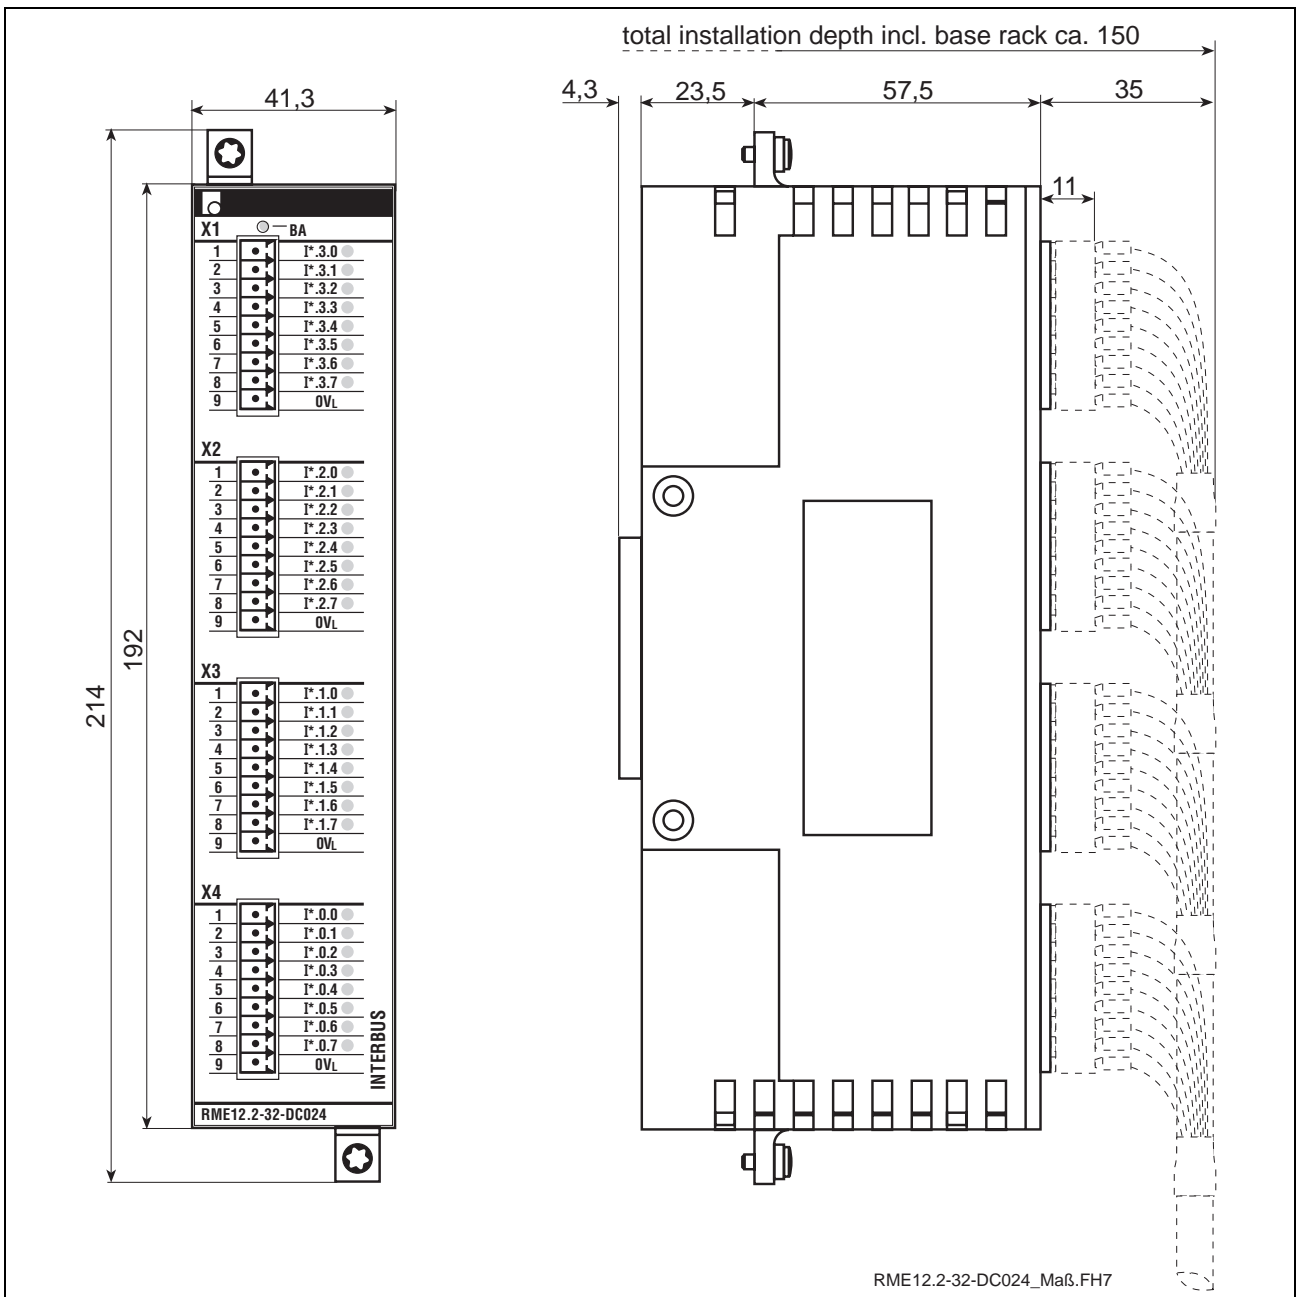 total installation depth incl. base rack ca. 150
41,3
4,3
23,5
57,5
35
11
214
192
X1
BA
1 I*.3.0
2 I*.3.1
3 I*.3.2
4 I*.3.3
5 I*.3.4
6 I*.3.5
7 I*.3.6
8 I*.3.7
9 0VL
X2
1 I*.2.0
2 I*.2.1
3 I*.2.2
4 I*.2.3
5 I*.2.4
6 I*.2.5
7 I*.2.6
8 I*.2.7
9 0VL
X3
1 I*.1.0
2 I*.1.1
3 I*.1.2
4 I*.1.3
5 I*.1.4
6 I*.1.5
7 I*.1.6
8 I*.1.7
9 0VL
X4
1 I*.0.0
2 I*.0.1
3 I*.0.2
4 I*.0.3
5 I*.0.4
6 I*.0.5
7 I*.0.6
8 I*.0.7
9 0VL
INTERBUS
RME12.2-32-DC024
RME12.2-32-DC024_Maß.FH7